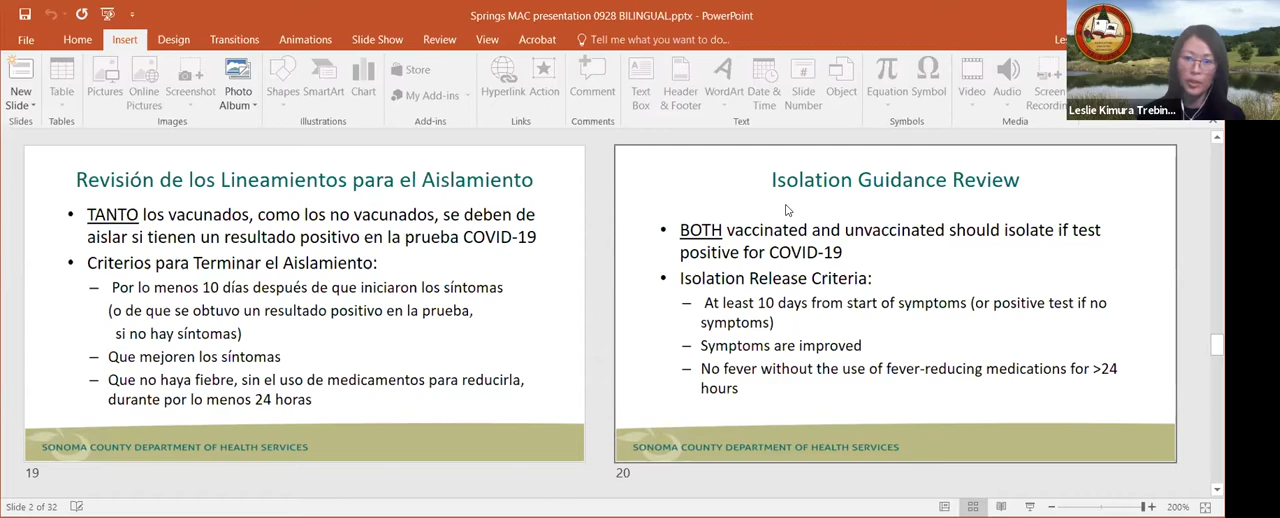 Springs MAC presentation 0928 BILINGUAL.pptx - PowerPoint
File Home Insert Design Transitions Animations Slide Show Review View Acrobat Tell me what you want to do... Les
New Slide
Slides
Table
Tables
Pictures
Online Pictures
Screenshot
Photo Album
Images
Shapes
SmartArt
Chart
Illustrations
Store
My Add-ins
Add-ins
Hyperlink
Action
Links
Comment
Comments
Text Box
Header & Footer
WordArt
Date & Time
Slide Number
Object
Text
Equation
Symbol
Symbols
Video
Audio
Screen Recording
Media
Leslie Kimura Trebin...
Revisión de los Lineamientos para el Aislamiento
• TANTO los vacunados, como los no vacunados, se deben de
aislar si tienen un resultado positivo en la prueba COVID-19
• Criterios para Terminar el Aislamiento:
– Por lo menos 10 días después de que iniciaron los síntomas
(o de que se obtuvo un resultado positivo en la prueba,
si no hay síntomas)
– Que mejoren los síntomas
– Que no haya fiebre, sin el uso de medicamentos para reducirla,
durante por lo menos 24 horas
SONOMA COUNTY DEPARTMENT OF HEALTH SERVICES
19
Isolation Guidance Review
• BOTH vaccinated and unvaccinated should isolate if test
positive for COVID-19
• Isolation Release Criteria:
– At least 10 days from start of symptoms (or positive test if no
symptoms)
– Symptoms are improved
– No fever without the use of fever-reducing medications for >24
hours
SONOMA COUNTY DEPARTMENT OF HEALTH SERVICES
20
Slide 2 of 32
200%